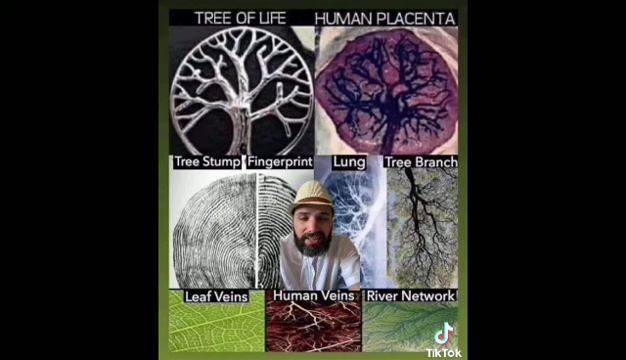 TREE OF LIFE
HUMAN PLACENTA
Tree Stump
Fingerprint
Lung
Tree Branch
Leaf Veins
Human Veins
River Network
TikTok